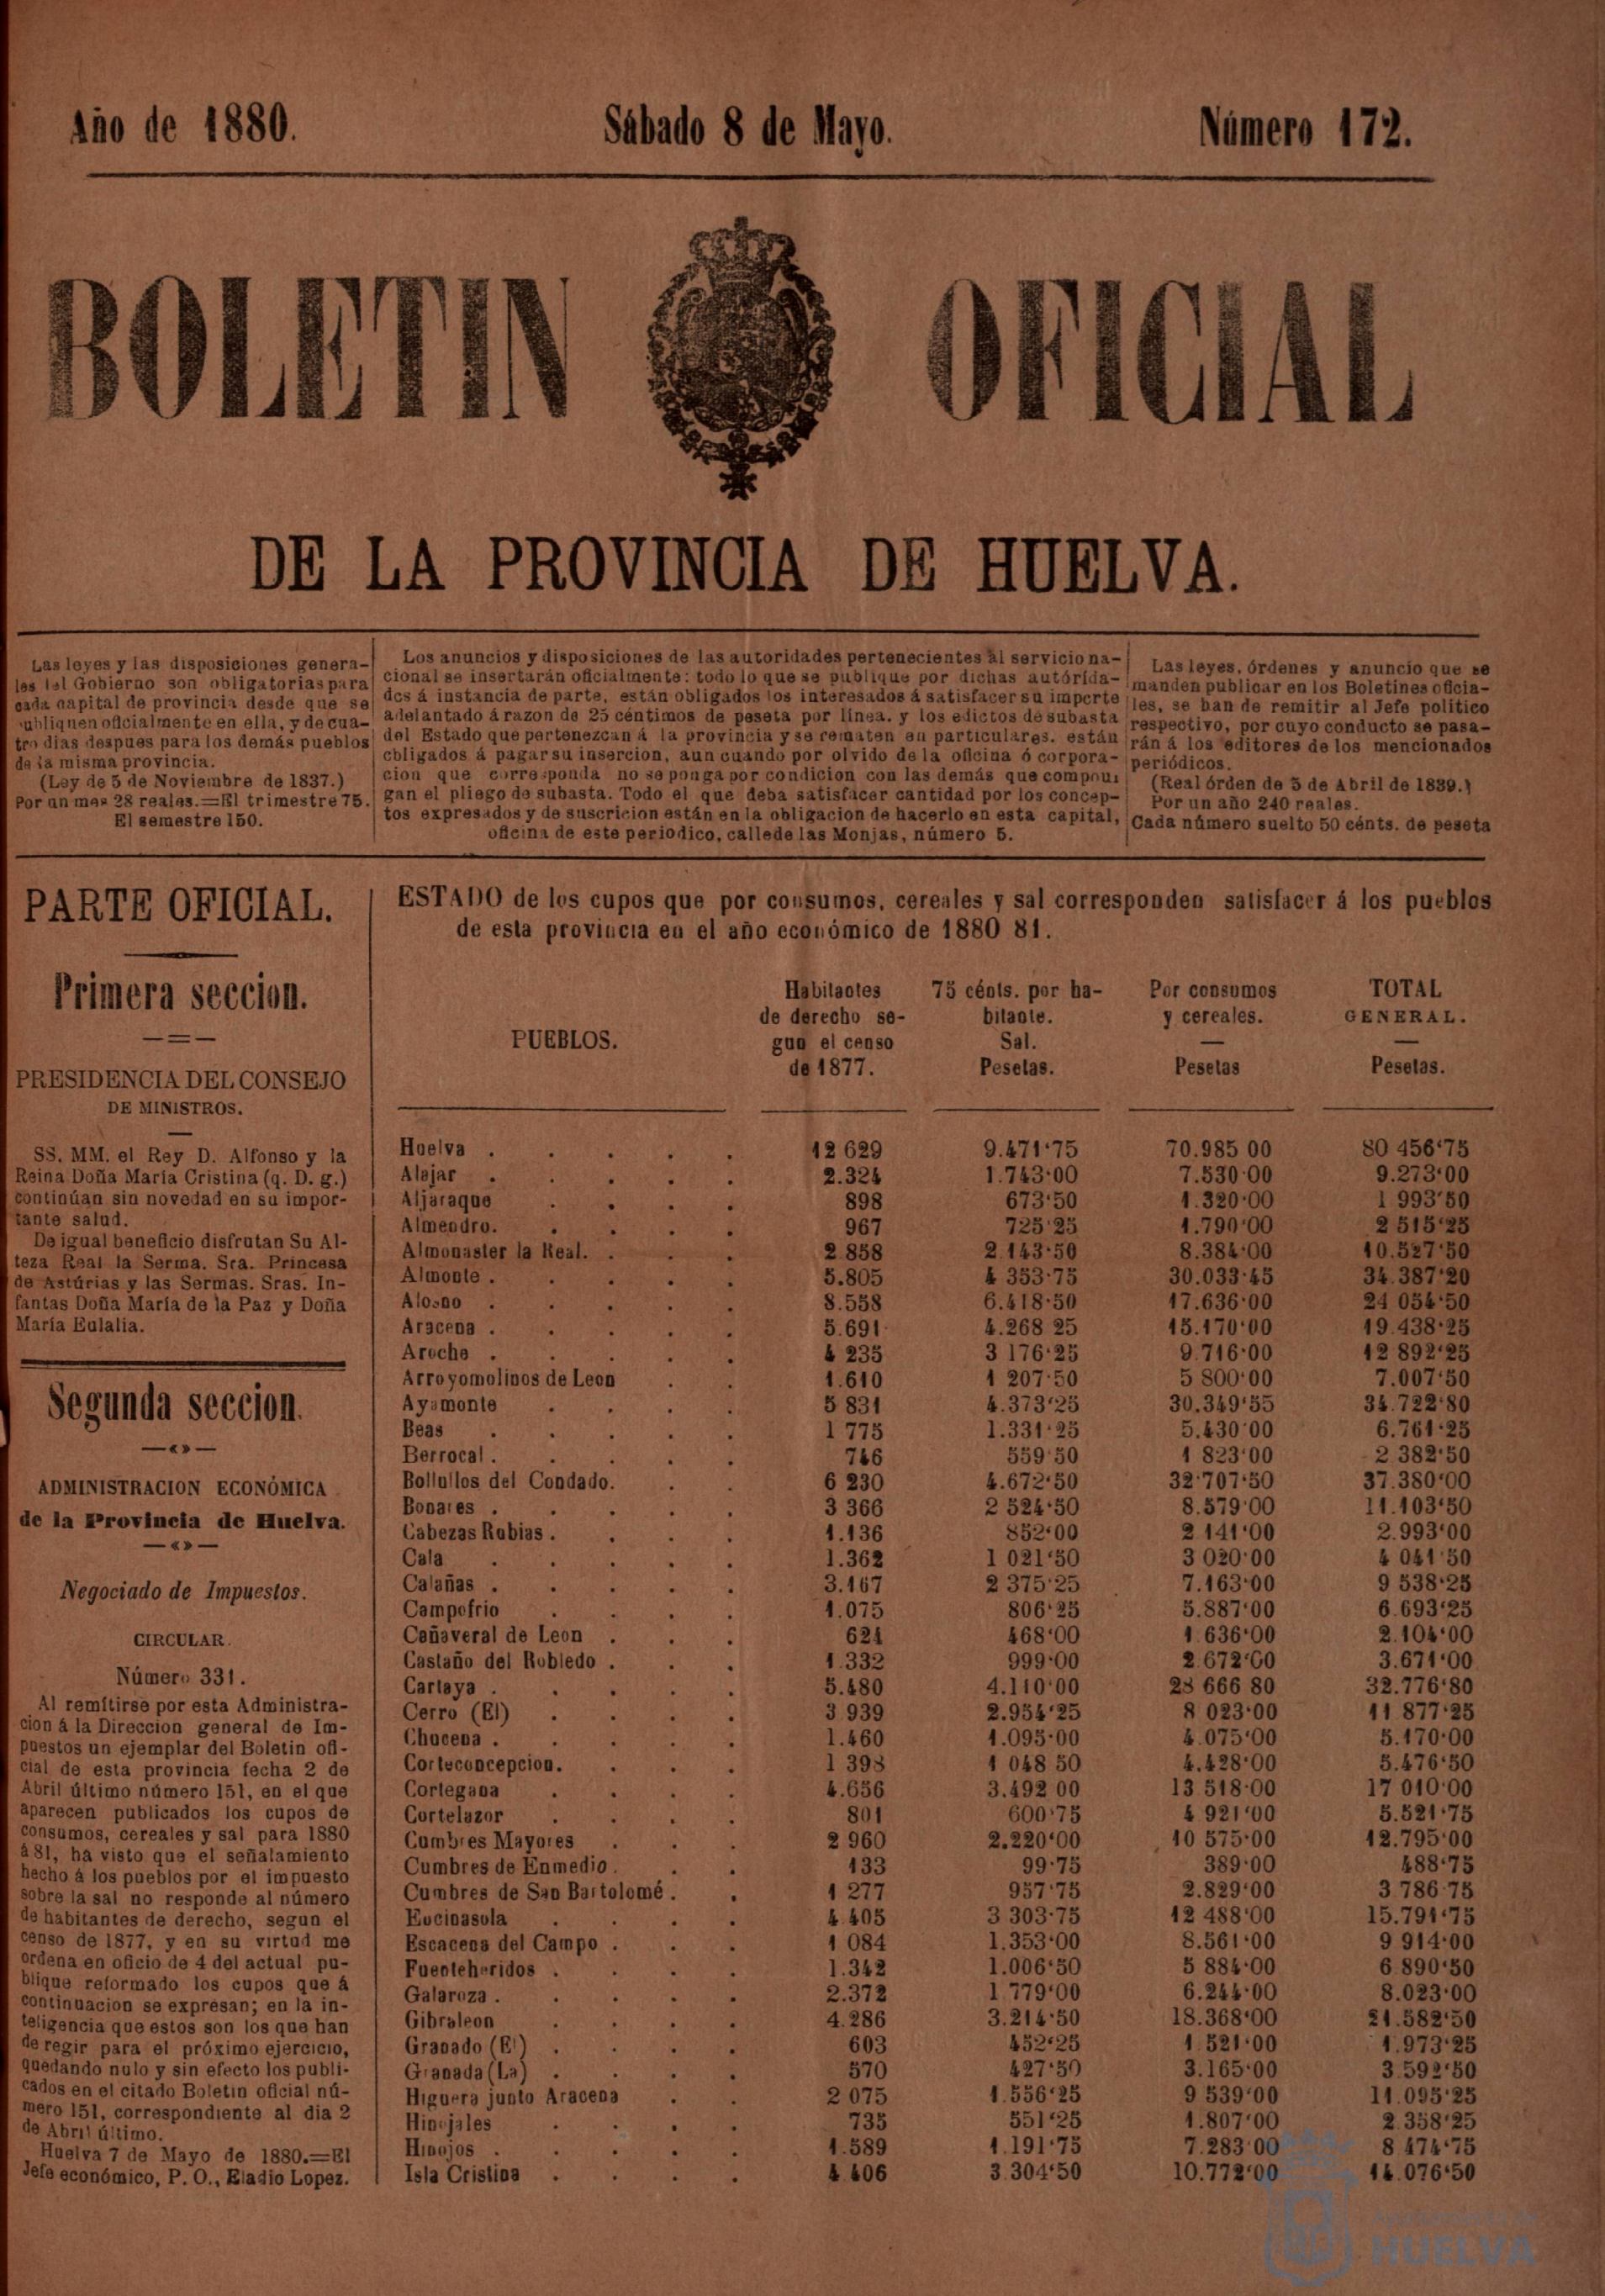 Año de 1880.
Sábado 8 de Mayo.
Número 172.
BOLETIN OFICIAL
DE LA PROVINCIA DE HUELVA.
Las leyes y las disposiciones genera-
les del Gobierno son obligatorias para
cada capital de provincia desde que se
publiquen oficialmente en ella, y de cua-
tro dias despues para los demás pueblos
de la misma provincia.
(Ley de 3 de Noviembre de 1837.)
Por un mes 28 reales.=El trimestre 75.
El semestre 150.
Los anuncios y disposiciones de las autoridades pertenecientes al servicio na-
cional se insertarán oficialmente: todo lo que se publique por dichas autórida-
des á instancia de parte, están obligados los interesados á satisfacer su importe
adelantado á razon de 25 céntimos de peseta por línea. y los edictos de subasta
del Estado que pertenezcan á la provincia y se rematen en particulares. están
obligados á pagar su insercion, aun cuando por olvido de la oficina ó corpora-
cion que corresponda no se ponga por condicion con las demás que compon-
gan el pliego de subasta. Todo el que deba satisfacer cantidad por los concep-
tos expresados y de suscricion están en la obligacion de hacerlo en esta capital,
oficina de este periodico, calle de las Monjas, número 5.
Las leyes, órdenes y anuncio que se
manden publicar en los Boletines oficia-
les, se han de remitir al Jefe político
respectivo, por cuyo conducto se pasa-
rán á los editores de los mencionados
periódicos.
(Real órden de 3 de Abril de 1839.)
Por un año 240 reales.
Cada número suelto 50 cénts. de peseta
PARTE OFICIAL.
Primera seccion.
PRESIDENCIA DEL CONSEJO
DE MINISTROS.
SS. MM. el Rey D. Alfonso y la
Reina Doña María Cristina (q. D. g.)
continúan sin novedad en su impor-
tante salud.
De igual beneficio disfrutan Su Al-
teza Real la Serma. Sra. Princesa
de Astúrias y las Sermas. Sras. In-
fantas Doña María de la Paz y Doña
María Eulalia.
Segunda seccion.
ADMINISTRACION ECONÓMICA
de la Provincia de Huelva.
Negociado de Impuestos.
CIRCULAR.
Número 331.
Al remitirse por esta Administra-
cion á la Direccion general de Im-
puestos un ejemplar del Boletin ofi-
cial de esta provincia fecha 2 de
Abril último número 151, en el que
aparecen publicados los cupos de
consumos, cereales y sal para 1880
á 81, ha visto que el señalamiento
hecho á los pueblos por el impuesto
sobre la sal no responde al número
de habitantes de derecho, segun el
censo de 1877, y en su virtud me
ordena en oficio de 4 del actual pu-
blique reformado los cupos que á
continuacion se expresan; en la in-
teligencia que estos son los que han
de regir para el próximo ejercicio,
quedando nulo y sin efecto los publi-
cados en el citado Boletin oficial nú-
mero 151, correspondiente al dia 2
de Abril último.
Huelva 7 de Mayo de 1880.=El
Jefe económico, P. O., Eladio Lopez.
ESTADO de los cupos que por consumos, cereales y sal corresponden satisfacer á los pueblos
de esta provincia en el año económico de 1880 81.
PUEBLOS.
Habitantes
de derecho se-
gun el censo
de 1877.
75 cénts. por ha-
bitante.
Sal.
Pesetas.
Por consumos
y cereales.
Pesetas
TOTAL
GENERAL.
Pesetas.
Huelva . . . . . 12 629 9.471‘75 70.985 00 80 456‘75
Alajar . . . . . 2.324 1.743‘00 7.530‘00 9.273‘00
Aljaraque . . . . 898 673‘50 1.320‘00 1 993‘50
Almendro. . . . . 967 725‘25 1.790‘00 2 515‘25
Almonaster la Real. . . . 2.858 2.143‘50 8.384‘00 10.527‘50
Almonte . . . . . 5.805 4 353‘75 30.033‘45 34.387‘20
Alosno . . . . . 8.558 6.418‘50 17.636‘00 24 054‘50
Aracena . . . . . 5.691 4.268 25 15.170‘00 19.438‘25
Aroche . . . . . 4 235 3 176‘25 9.716‘00 12 892‘25
Arroyomolinos de Leon . . 1.610 1 207‘50 5 800‘00 7.007‘50
Ayamonte . . . . 5 831 4.373‘25 30.349‘55 34.722‘80
Beas . . . . . 1 775 1.331‘25 5.430‘00 6.761‘25
Berrocal . . . . . 746 559‘50 1 823‘00 2 382‘50
Bollullos del Condado. . . 6 230 4.672‘50 32‘707‘50 37.380‘00
Bonares . . . . . 3 366 2 524‘50 8.579‘00 11.103‘50
Cabezas Rubias . . . . 1.136 852‘00 2 141‘00 2.993‘00
Cala . . . . . 1.362 1 021‘50 3 020‘00 4 041‘50
Calañas . . . . . 3.167 2 375‘25 7.163‘00 9 538‘25
Campofrio . . . . 1.075 806‘25 5.887‘00 6.693‘25
Cañaveral de Leon . . . 624 468‘00 1 636‘00 2.104‘00
Castaño del Robledo . . . 1.332 999‘00 2 672‘00 3.671‘00
Cartaya . . . . . 5.480 4.110‘00 28 666 80 32.776‘80
Cerro (El) . . . . 3 939 2.954‘25 8 023‘00 11 877‘25
Chucena . . . . . 1.460 1.095‘00 4.075‘00 5.170‘00
Corteconcepcion. . . . 1 398 1 048 50 4.428‘00 5.476‘50
Cortegana . . . . 4.656 3.492 00 13 518‘00 17 010‘00
Cortelazor . . . . 801 600‘75 4 921‘00 5.521‘75
Cumbres Mayores . . . 2 960 2.220‘00 10 575‘00 12.795‘00
Cumbres de Enmedio . . . 133 99‘75 389‘00 488‘75
Cumbres de San Bartolomé . . 1 277 957‘75 2.829‘00 3 786‘75
Encinasola . . . . 4.405 3 303‘75 12 488‘00 15.791‘75
Escacena del Campo . . . 1 084 1.353‘00 8.561‘00 9 914‘00
Fuenteheridos . . . . 1.342 1.006‘50 5 884‘00 6 890‘50
Galaroza . . . . . 2.372 1 779‘00 6.244‘00 8.023‘00
Gibraleon . . . . 4.286 3.214‘50 18.368‘00 21.582‘50
Granado (El) . . . . 603 452‘25 1 521‘00 1.973‘25
Granada (La) . . . . 570 427‘50 3.165‘00 3 592‘50
Higuera junto Aracena . . 2 075 1.556‘25 9 539‘00 11.095‘25
Hinojales . . . . 735 551‘25 1.807‘00 2 358‘25
Hinojos . . . . . 1.589 1.191‘75 7.283‘00 8 474‘75
Isla Cristina . . . . 4.406 3.304‘50 10.772‘00 14.076‘50
HUELVA